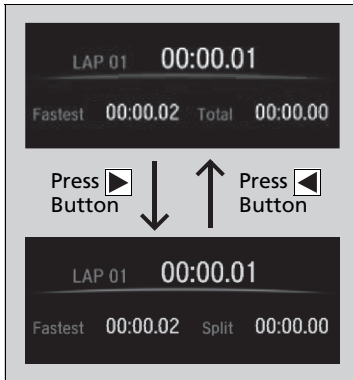 LAP 01 00:00.01
Fastest 00:00.02 Total 00:00.00
Press ▶ Button
Press ◀ Button
LAP 01 00:00.01
Fastest 00:00.02 Split 00:00.00